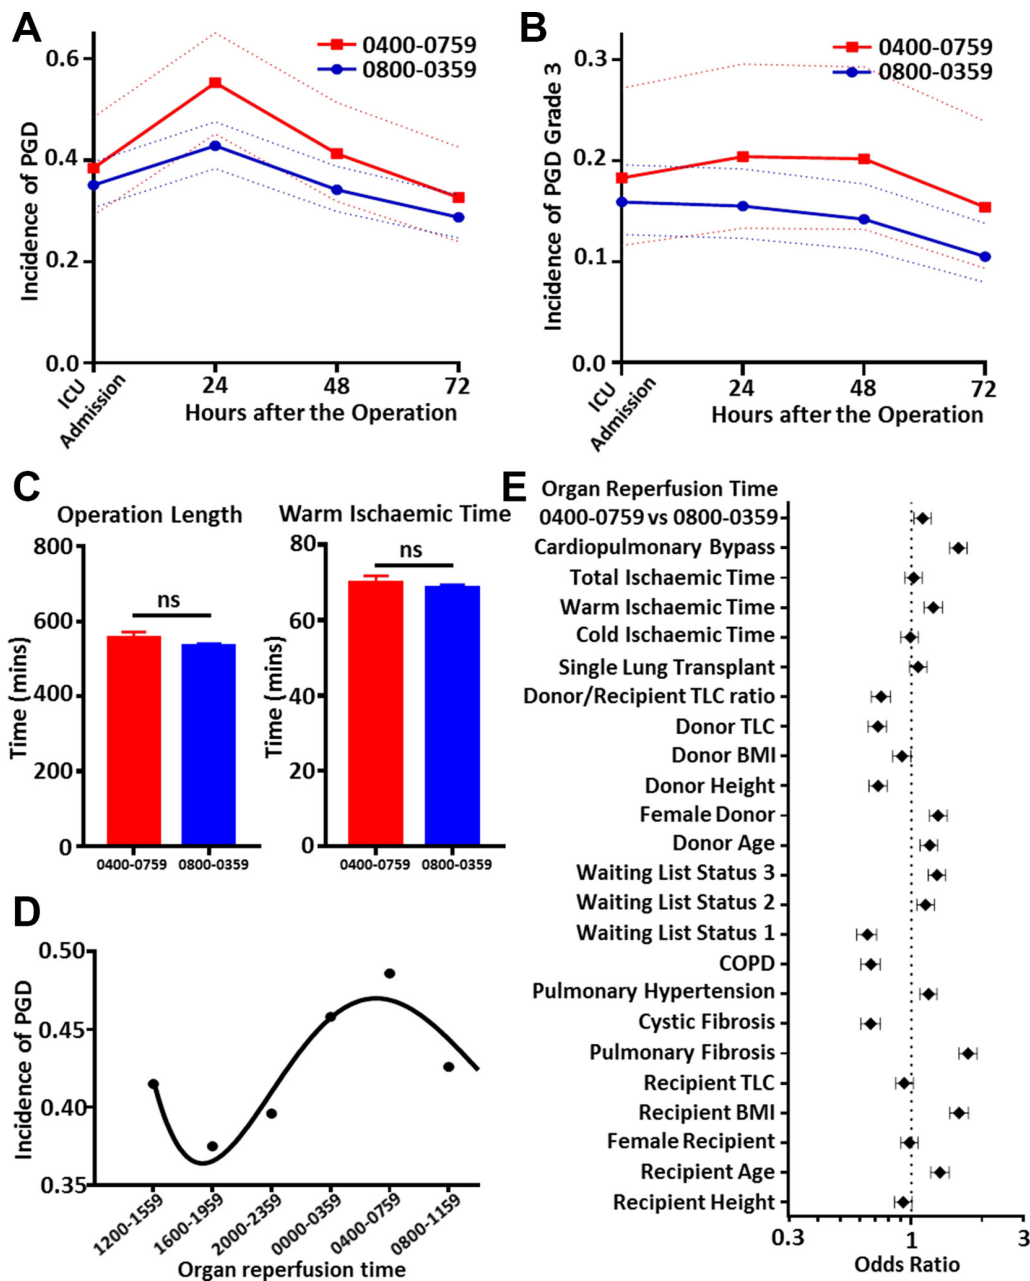 A
Incidence of PGD
0.6
0.4
0.2
0.0
0400-0759
0800-0359
ICU
Admission
24
48
72
Hours after the Operation
B
Incidence of PGD Grade 3
0.3
0.2
0.1
0.0
0400-0759
0800-0359
ICU
Admission
24
48
72
Hours after the Operation
C
Operation Length
Time (mins)
800
600
400
200
0
ns
0400-0759
0800-0359
Warm Ischaemic Time
Time (mins)
80
60
40
20
0
ns
0400-0759
0800-0359
D
Incidence of PGD
0.50
0.45
0.40
0.35
1200-1559
1600-1959
2000-2359
0000-0359
0400-0759
0800-1159
Organ reperfusion time
E
Organ Reperfusion Time
0400-0759 vs 0800-0359
Cardiopulmonary Bypass
Total Ischaemic Time
Warm Ischaemic Time
Cold Ischaemic Time
Single Lung Transplant
Donor/Recipient TLC ratio
Donor TLC
Donor BMI
Donor Height
Female Donor
Donor Age
Waiting List Status 3
Waiting List Status 2
Waiting List Status 1
COPD
Pulmonary Hypertension
Cystic Fibrosis
Pulmonary Fibrosis
Recipient TLC
Recipient BMI
Female Recipient
Recipient Age
Recipient Height
0.3
1
3
Odds Ratio